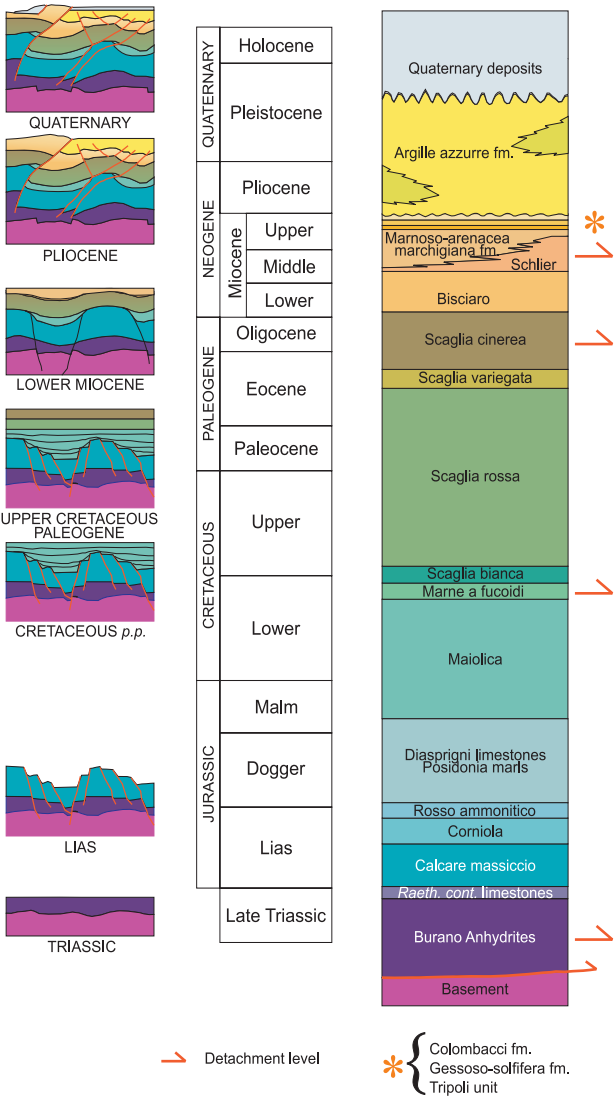 QUATERNARY
PLIOCENE
LOWER MIOCENE
UPPER CRETACEOUS
PALEOGENE
CRETACEOUS p.p.
LIAS
TRIASSIC
QUATERNARY
Holocene
Pleistocene
NEOGENE
Pliocene
Miocene
Upper
Middle
Lower
PALEOGENE
Oligocene
Eocene
Paleocene
CRETACEOUS
Upper
Lower
JURASSIC
Malm
Dogger
Lias
Late Triassic
Quaternary deposits
Argille azzurre fm.
*
Marnoso-arenacea
marchigiana fm.
Schlier
Bisciaro
Scaglia cinerea
Scaglia variegata
Scaglia rossa
Scaglia bianca
Marne a fucoidi
Maiolica
Diasprigni limestones
Posidonia marls
Rosso ammonitico
Corniola
Calcare massiccio
Raeth. cont. limestones
Burano Anhydrites
Basement
Detachment level
* {
Colombacci fm.
Gessoso-solfifera fm.
Tripoli unit